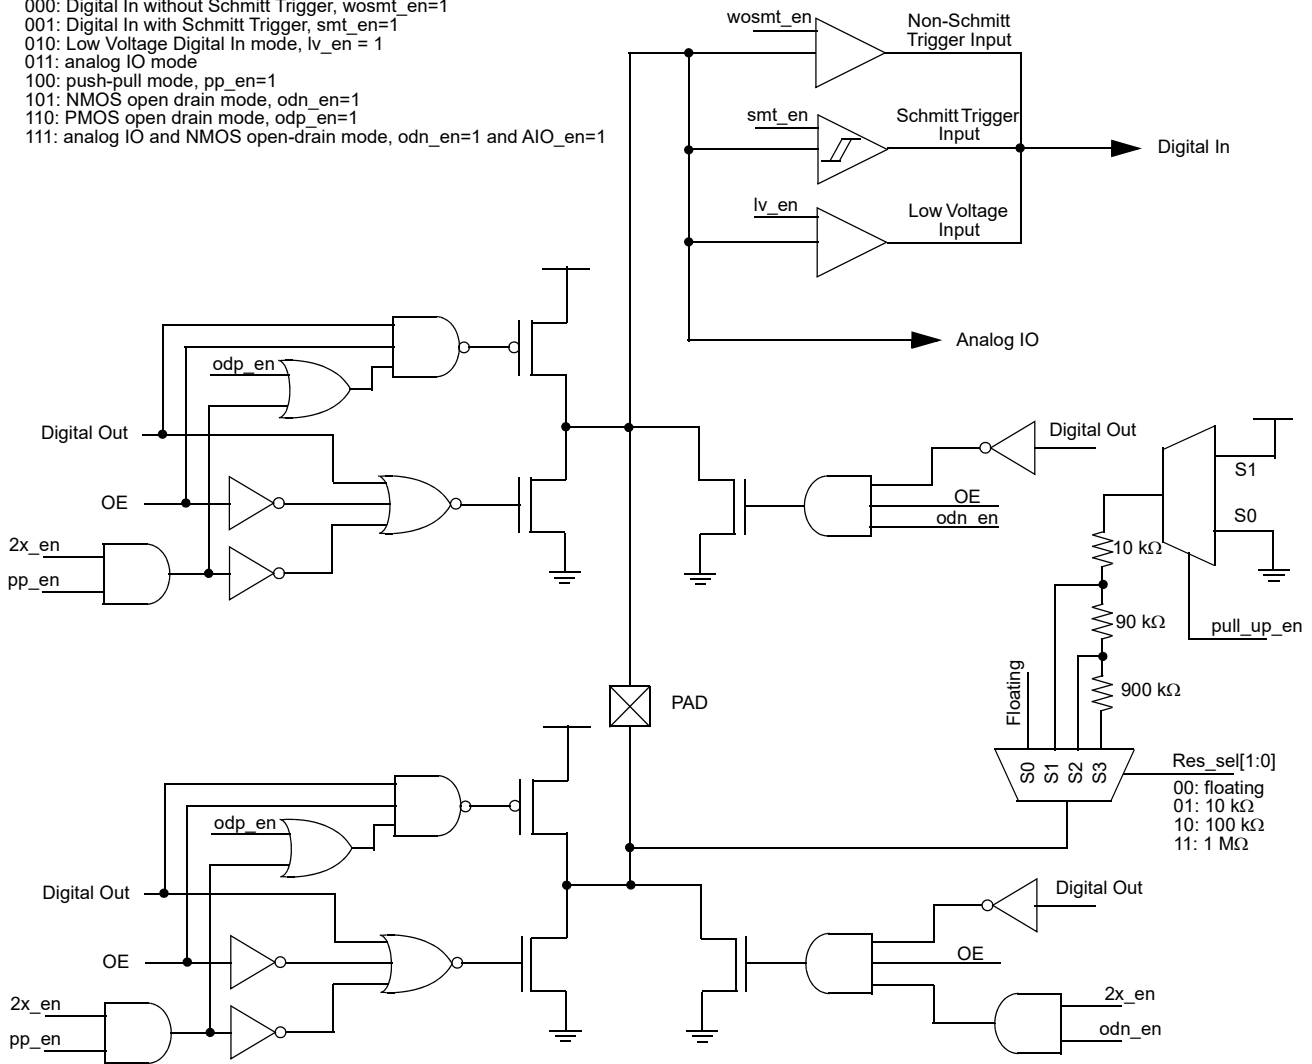 000: Digital In without Schmitt Trigger, wosmt_en=1
001: Digital In with Schmitt Trigger, smt_en=1
010: Low Voltage Digital In mode, lv_en = 1
011: analog IO mode
100: push-pull mode, pp_en=1
101: NMOS open drain mode, odn_en=1
110: PMOS open drain mode, odp_en=1
111: analog IO and NMOS open-drain mode, odn_en=1 and AIO_en=1
wosmt_en
Non-Schmitt
Trigger Input
smt_en
Schmitt Trigger
Input
Digital In
lv_en
Low Voltage
Input
Analog IO
odp_en
Digital Out
OE
2x_en
pp_en
Digital Out
OE
odn_en
S1
S0
10 kΩ
90 kΩ
pull_up_en
900 kΩ
Floating
PAD
S0
S1
S2
S3
Res_sel[1:0]
00: floating
01: 10 kΩ
10: 100 kΩ
11: 1 MΩ
odp_en
Digital Out
OE
2x_en
pp_en
Digital Out
OE
2x_en
odn_en